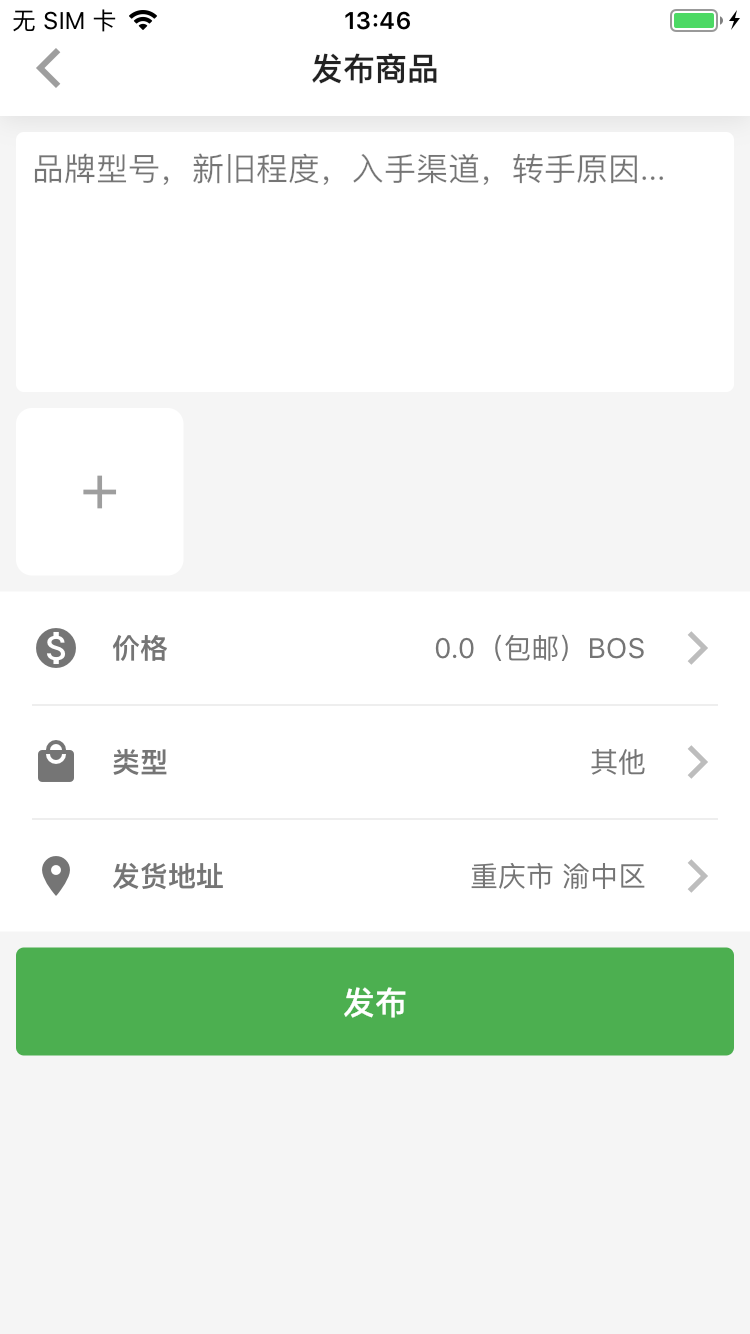 无 SIM 卡
13:46
发布商品
品牌型号，新旧程度，入手渠道，转手原因...
价格
0.0（包邮）BOS
类型
其他
发货地址
重庆市 渝中区
发布